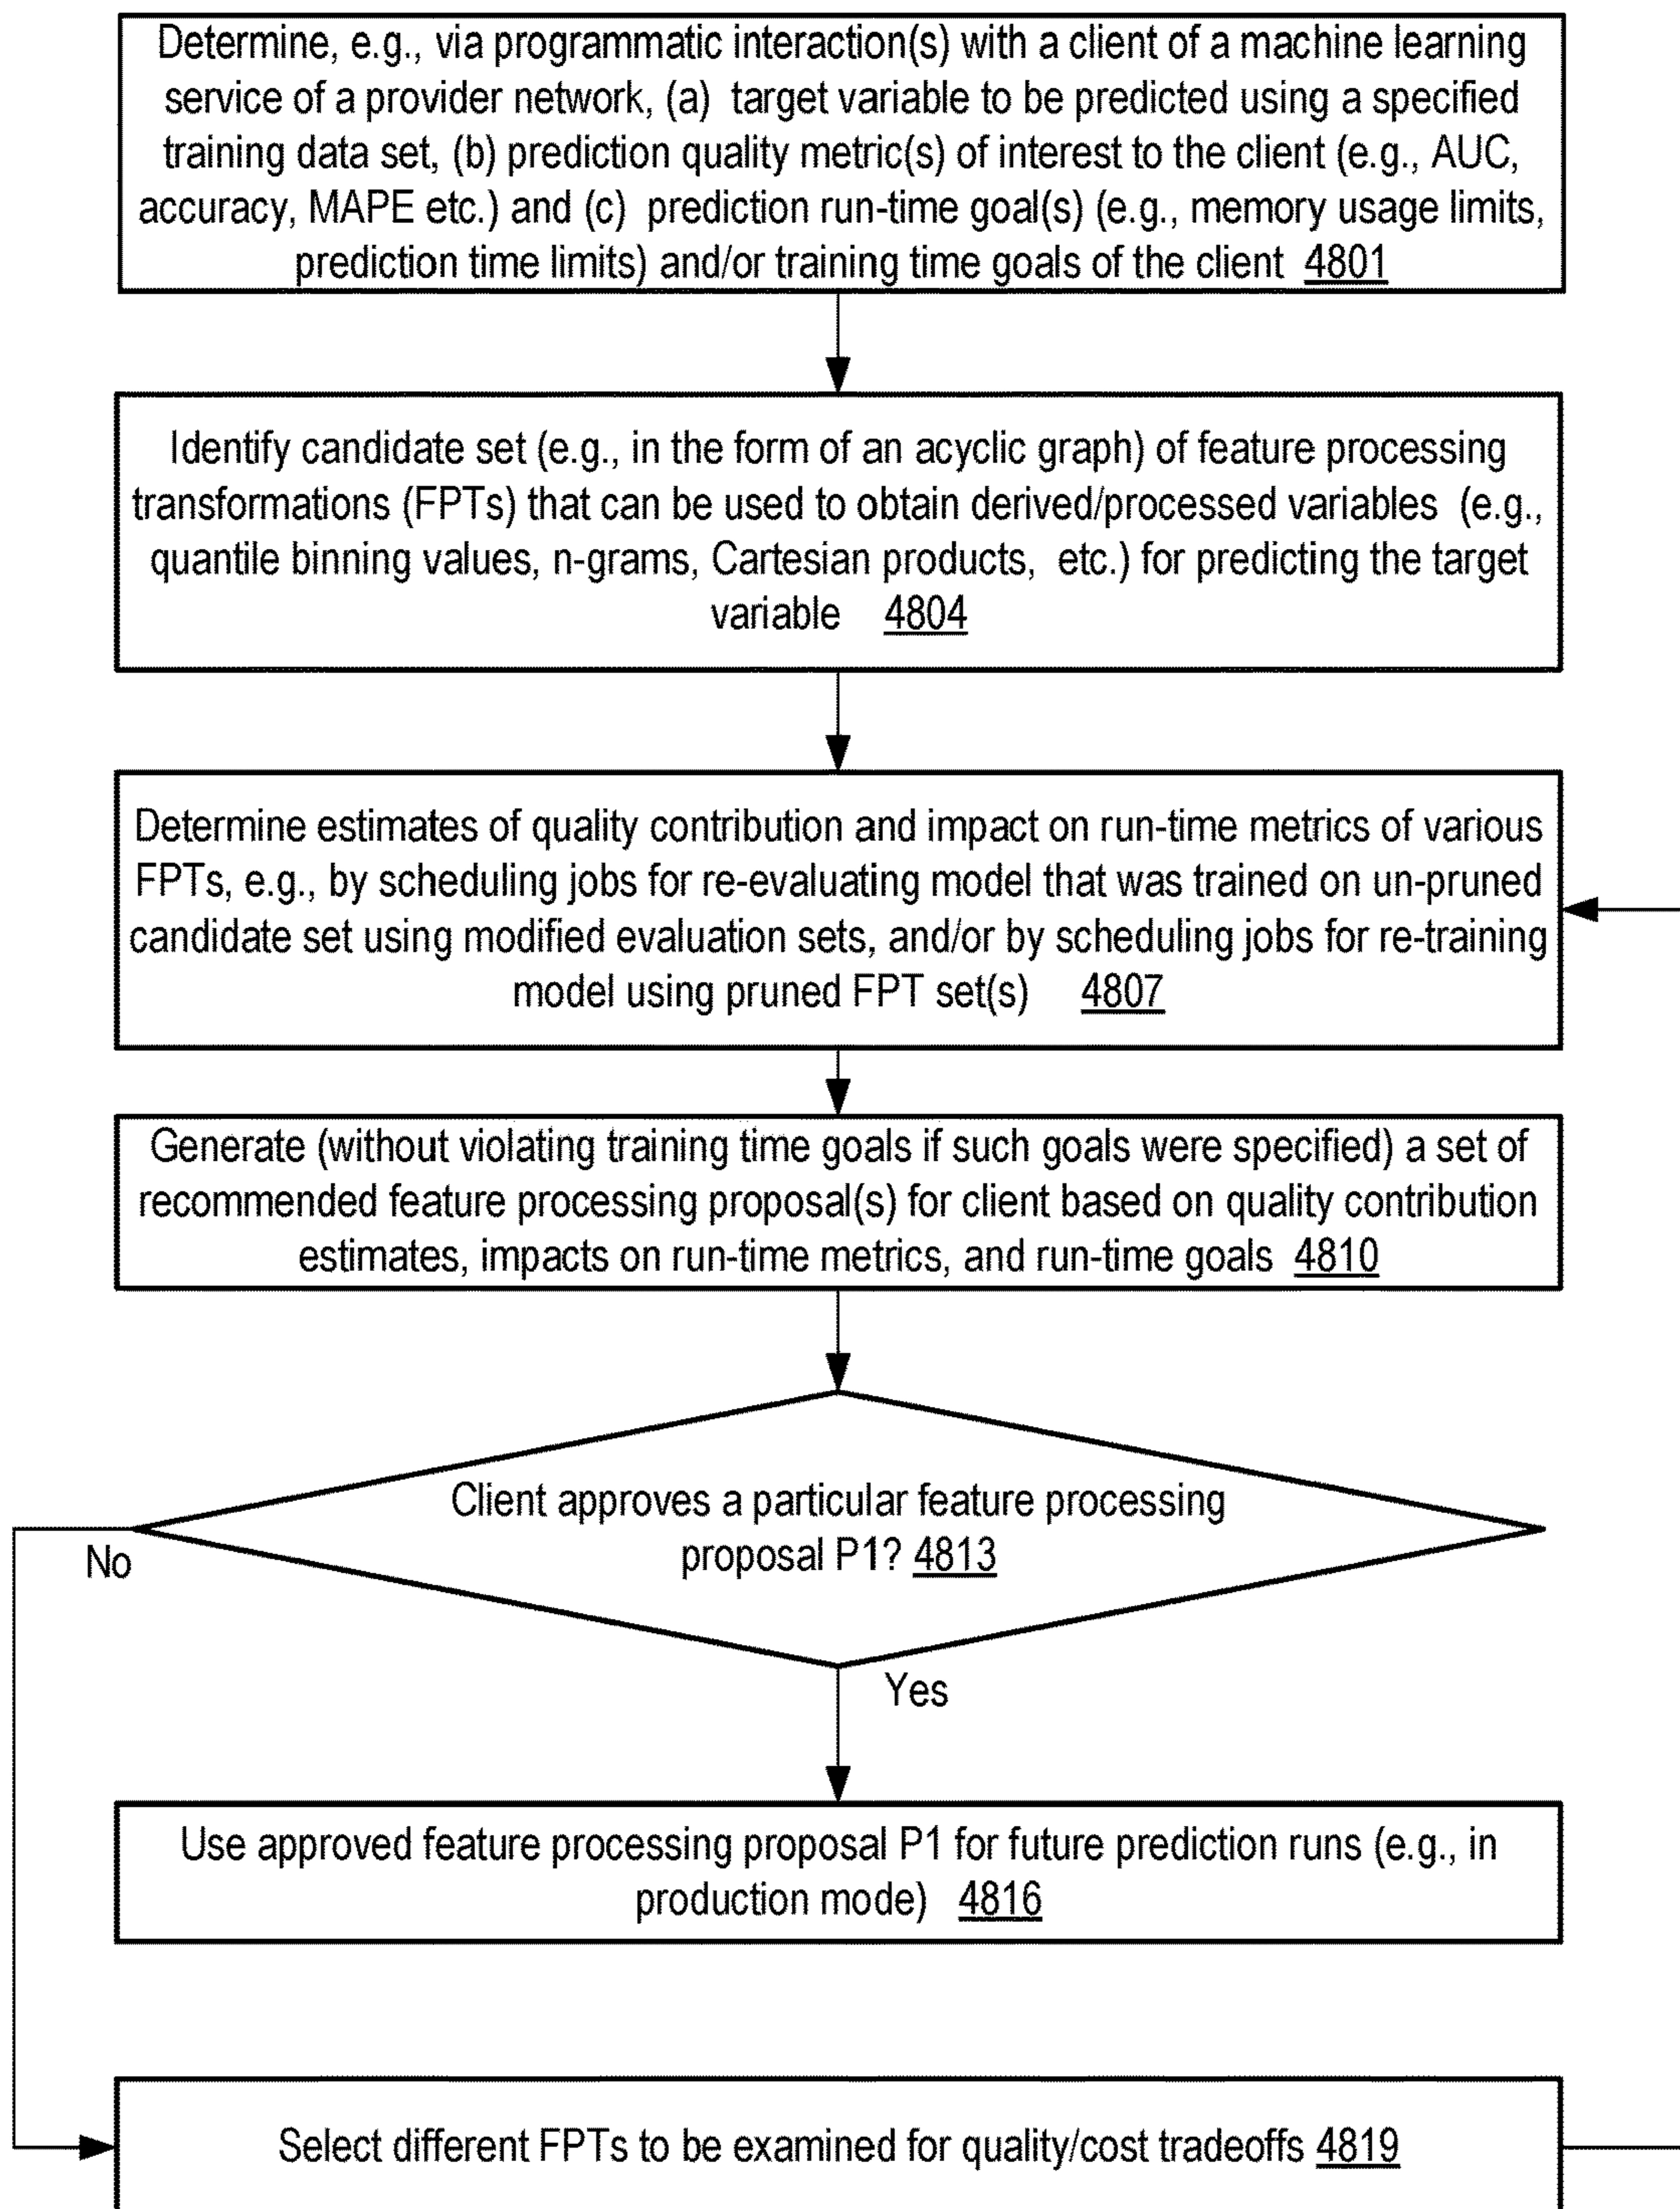 Determine, e.g., via programmatic interaction(s) with a client of a machine learning
service of a provider network, (a) target variable to be predicted using a specified
training data set, (b) prediction quality metric(s) of interest to the client (e.g., AUC,
accuracy, MAPE etc.) and (c) prediction run-time goal(s) (e.g., memory usage limits,
prediction time limits) and/or training time goals of the client 4801
Identify candidate set (e.g., in the form of an acyclic graph) of feature processing
transformations (FPTs) that can be used to obtain derived/processed variables (e.g.,
quantile binning values, n-grams, Cartesian products, etc.) for predicting the target
variable 4804
Determine estimates of quality contribution and impact on run-time metrics of various
FPTs, e.g., by scheduling jobs for re-evaluating model that was trained on un-pruned
candidate set using modified evaluation sets, and/or by scheduling jobs for re-training
model using pruned FPT set(s) 4807
Generate (without violating training time goals if such goals were specified) a set of
recommended feature processing proposal(s) for client based on quality contribution
estimates, impacts on run-time metrics, and run-time goals 4810
Client approves a particular feature processing
proposal P1? 4813
No
Yes
Use approved feature processing proposal P1 for future prediction runs (e.g., in
production mode) 4816
Select different FPTs to be examined for quality/cost tradeoffs 4819